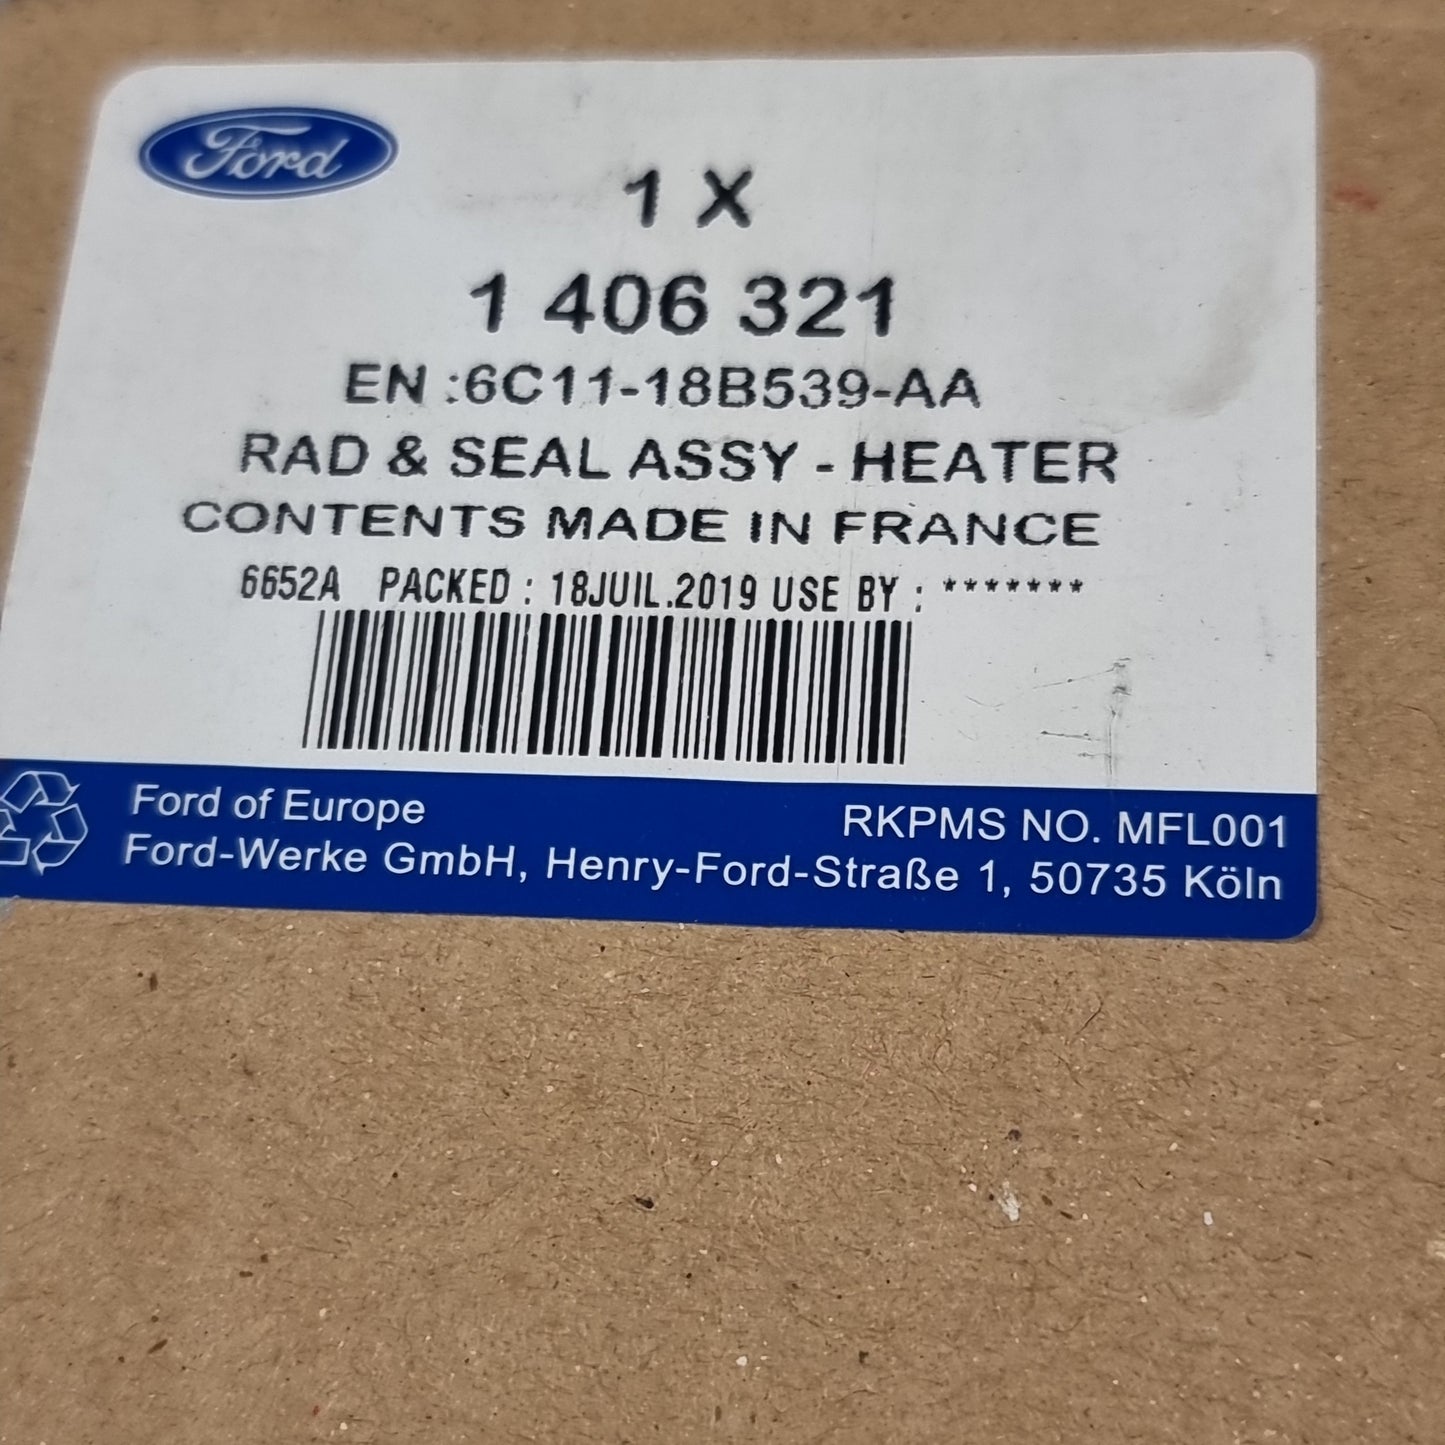 Ford
1 X
1 406 321
EN :6C11-18B539-AA
RAD & SEAL ASSY - HEATER
CONTENTS MADE IN FRANCE
6652A PACKED : 18JUIL.2019 USE BY : *******
Ford of Europe
RKPMS NO. MFL001
Ford-Werke GmbH, Henry-Ford-Straße 1, 50735 Köln